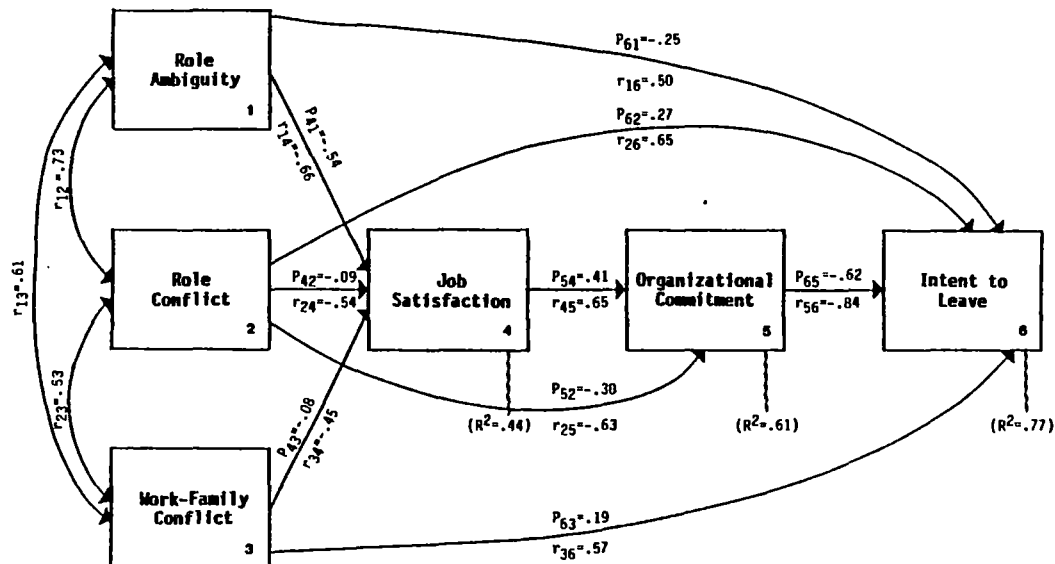 Role
Ambiguity
1
P61=-.25
r16=.50
P62=.27
r26=.65
P41=-.54
r14=-.66
r12=.73
r13=.61
Role
Conflict
2
P42=-.09
r24=-.54
Job
Satisfaction
4
P54=.41
r45=.65
Organizational
Commitment
5
P65=-.62
r56=-.84
Intent to
Leave
6
P52=-.30
r25=-.63
(R²=.44)
(R²=.61)
(R²=.77)
r23=.53
P43=-.08
r34=-.45
Work-Family
Conflict
3
P63=.19
r36=.57